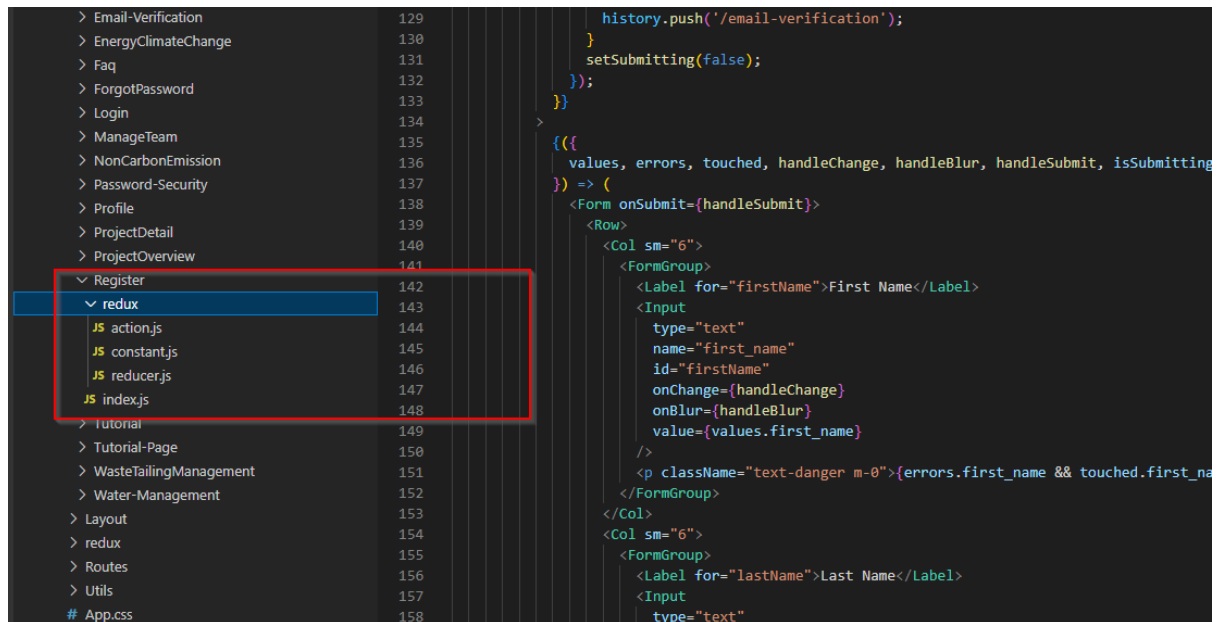 > Email-Verification
> EnergyClimateChange
> Faq
> ForgotPassword
> Login
> ManageTeam
> NonCarbonEmission
> Password-Security
> Profile
> ProjectDetail
> ProjectOverview
Register
redux
JS action.js
JS constant.js
JS reducer.js
JS index.js
> Tutorial
> Tutorial-Page
> WasteTailingManagement
> Water-Management
> Layout
> redux
> Routes
> Utils
# App.css
129 history.push('/email-verification');
130 }
131 setSubmitting(false);
132 });
133 }}
134 >
135 {({
136 values, errors, touched, handleChange, handleBlur, handleSubmit, isSubmitting
137 }) => (
138 <Form onSubmit={handleSubmit}>
139 <Row>
140 <Col sm="6">
141 <FormGroup>
142 <Label for="firstName">First Name</Label>
143 <Input
144 type="text"
145 name="first_name"
146 id="firstName"
147 onChange={handleChange}
148 onBlur={handleBlur}
149 value={values.first_name}
150 />
151 <p className="text-danger m-0">{errors.first_name && touched.first_na
152 </FormGroup>
153 </Col>
154 <Col sm="6">
155 <FormGroup>
156 <Label for="lastName">Last Name</Label>
157 <Input
158 type="text"